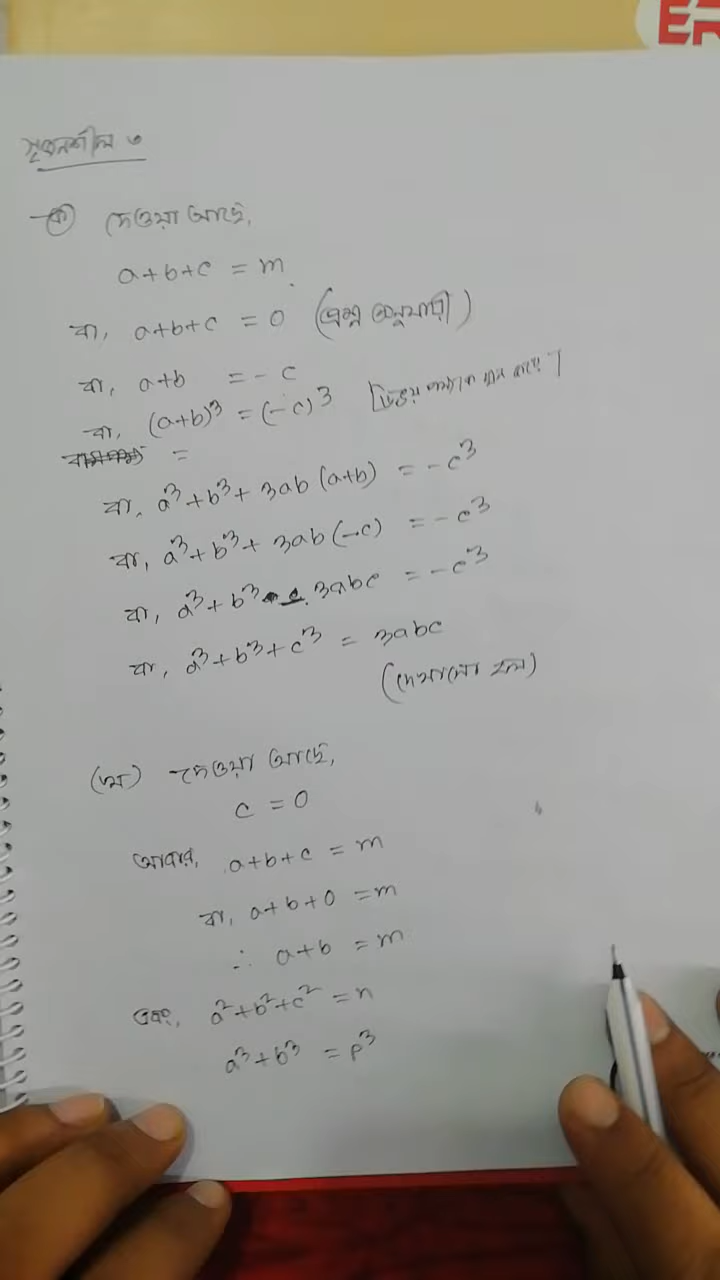 ER
সৃজনশীল ৩
ক দেওয়া আছে,
a+b+c = m
বা, a+b+c = 0 (প্রশ্ন অনুযায়ী)
বা, a+b = - c
বা, (a+b)³ = (-c)³ [উভয় পক্ষকে ঘন করে]
=
বা, a³+b³+ 3ab (a+b) = -c³
বা, a³+b³+ 3ab (-c) = -c³
বা, a³+b³ - 3abc = -c³
বা, a³+b³+c³ = 3abc
(দেখানো হল)
(খ) দেওয়া আছে,
c = 0
আবার, a+b+c = m
বা, a+b+0 = m
∴ a+b = m
এবং, a²+b²+c² = n
a³+b³ = p³